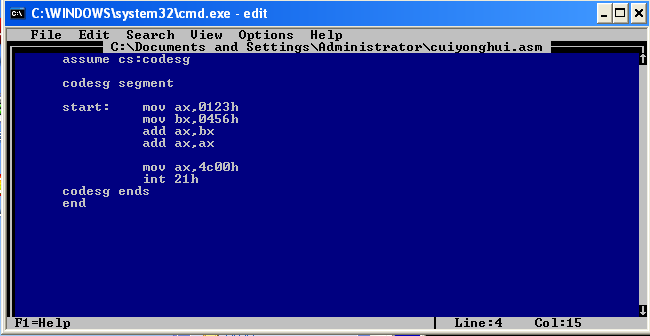 C:\WINDOWS\system32\cmd.exe - edit
File Edit Search View Options Help
C:\Documents and Settings\Administrator\cuiyonghui.asm
assume cs:codesg
codesg segment
start: mov ax,0123h
mov bx,0456h
add ax,bx
add ax,ax
mov ax,4c00h
int 21h
codesg ends
end
F1=Help Line:4 Col:15